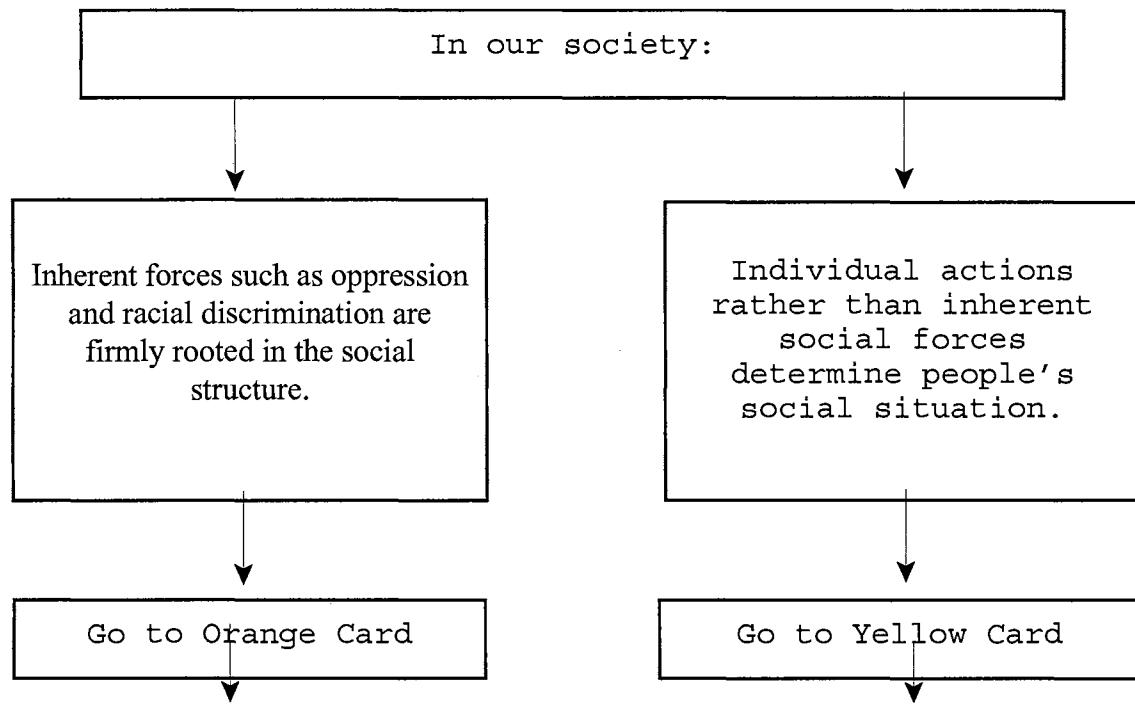 In our society:
Inherent forces such as oppression
and racial discrimination are
firmly rooted in the social
structure.
Individual actions
rather than inherent
social forces
determine people's
social situation.
Go to Orange Card
Go to Yellow Card